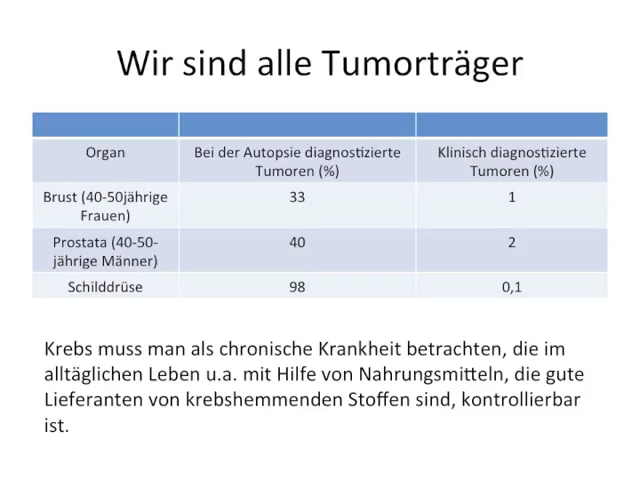 Wir sind alle Tumorträger
Organ
Bei der Autopsie diagnostizierte
Tumoren (%)
Klinisch diagnostizierte
Tumoren (%)
Brust (40-50jährige
Frauen)
33
1
Prostata (40-50-
jährige Männer)
40
2
Schilddrüse
98
0,1
Krebs muss man als chronische Krankheit betrachten, die im
alltäglichen Leben u.a. mit Hilfe von Nahrungsmitteln, die gute
Lieferanten von krebshemmenden Stoffen sind, kontrollierbar
ist.